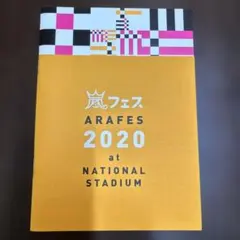 嵐フェス
ARAFES
2020
at
NATIONAL
STADIUM